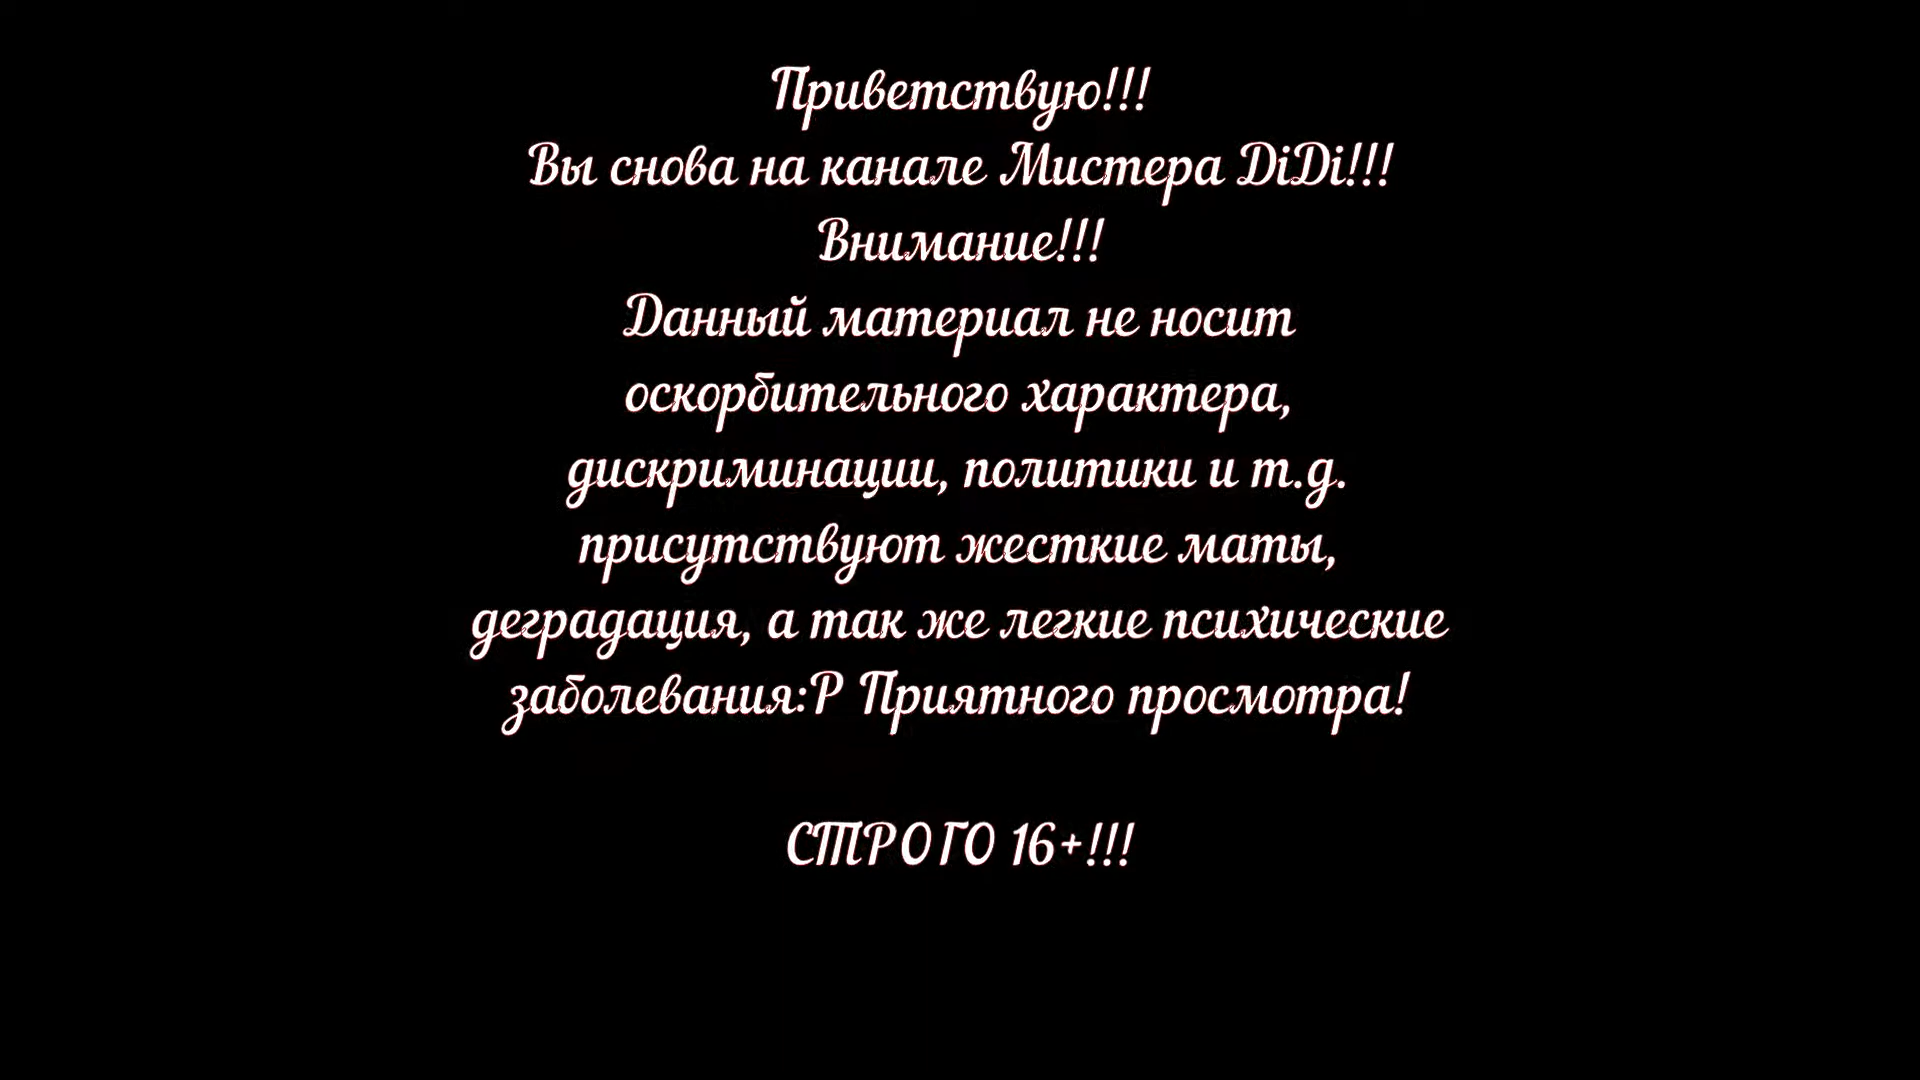 Приветствую!!!
Вы снова на канале Мистера DiDi!!!
Внимание!!!
Данный материал не носит
оскорбительного характера,
дискриминации, политики и т.д.
присутствуют жесткие маты,
деградация, а так же легкие психические
заболевания:Р Приятного просмотра!
СТРОГО 16+!!!